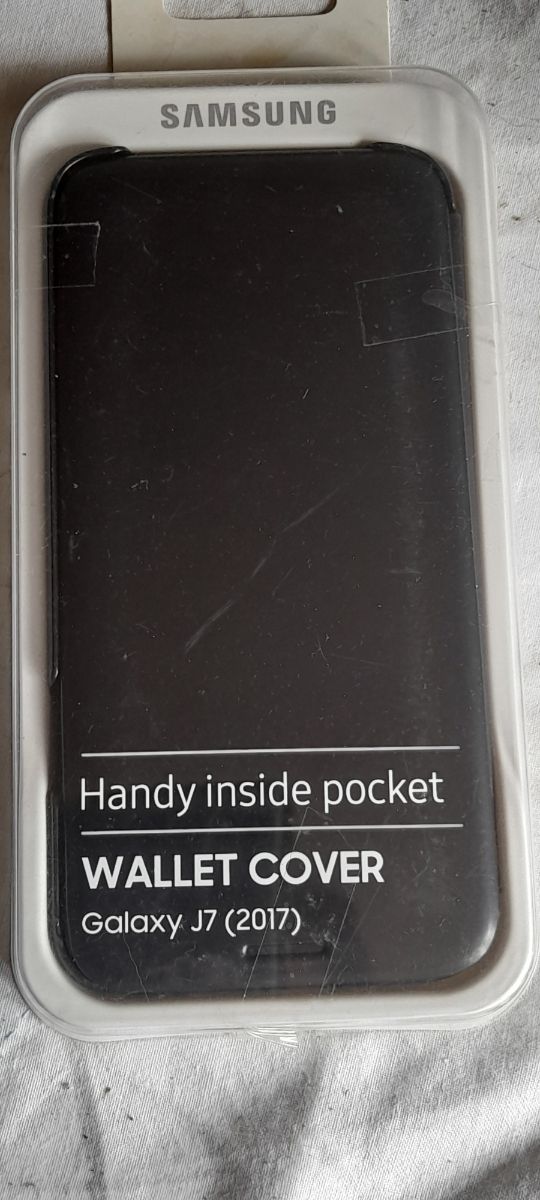 SAMSUNG
Handy inside pocket
WALLET COVER
Galaxy J7 (2017)